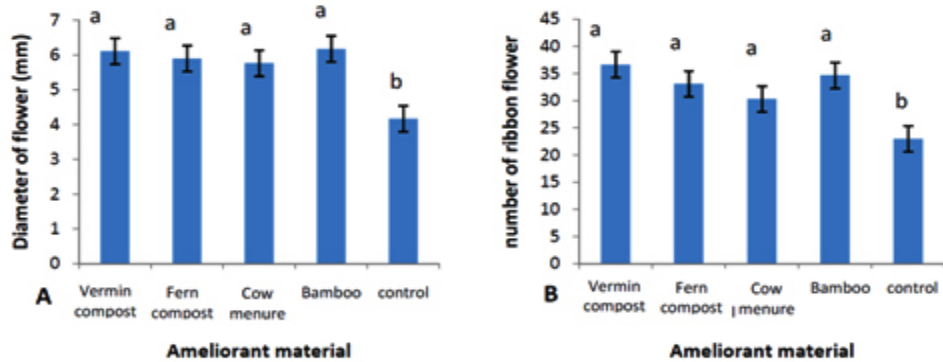 Diameter of flower (mm)
7
6
5
4
3
2
1
0
a
a
a
a
b
A
Vermin compost
Fern compost
Cow menure
Bamboo
control
Ameliorant material
number of ribbon flower
45
40
35
30
25
20
15
10
5
0
a
a
a
a
b
B
Vermin compost
Fern compost
Cow menure
Bamboo
control
Ameliorant material